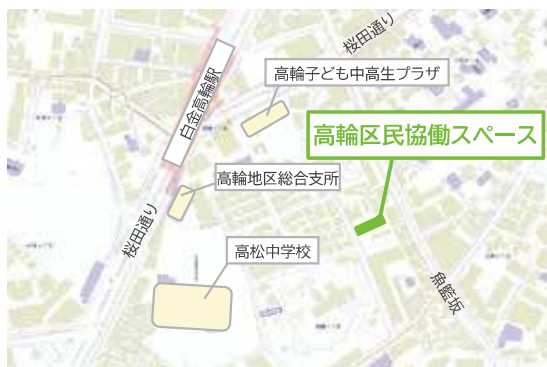 桜田通り
白金高輪駅
高輪子ども中高生プラザ
高輪区民協働スペース
高輪地区総合支所
桜田通り
高松中学校
魚籃坂